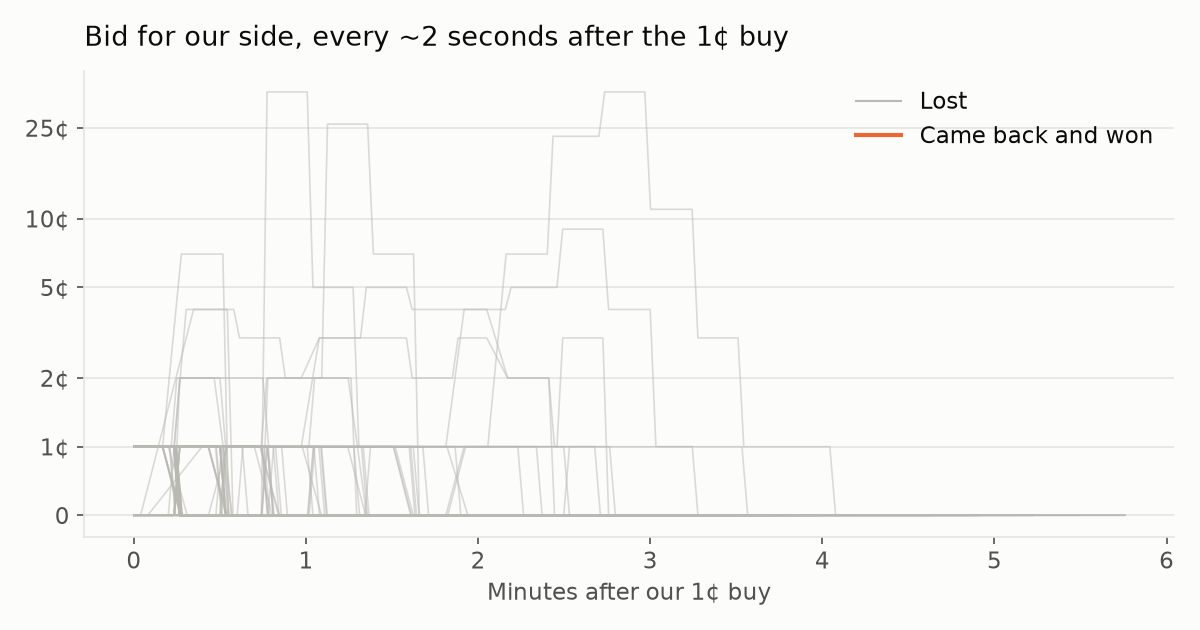 Bid for our side, every ~2 seconds after the 1¢ buy
Lost
Came back and won
25¢
10¢
5¢
2¢
1¢
0
0 1 2 3 4 5 6
Minutes after our 1¢ buy